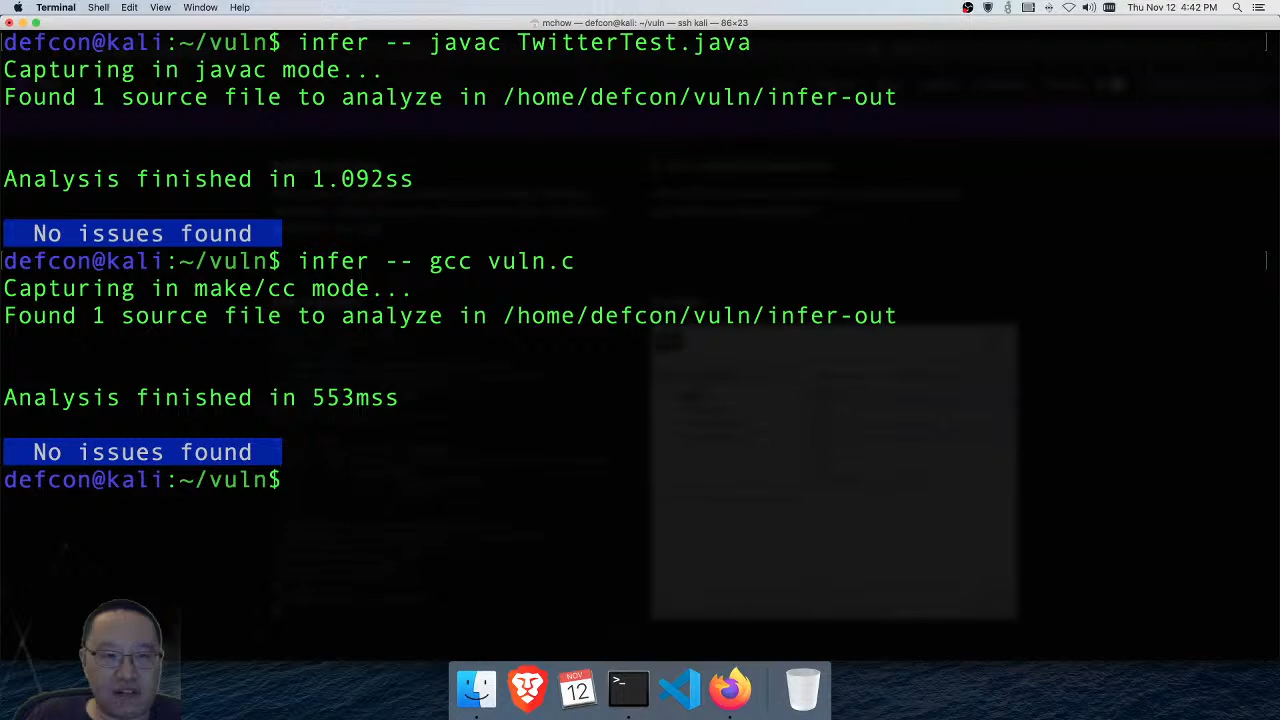 Terminal Shell Edit View Window Help
Thu Nov 12 4:42 PM
mchow — defcon@kali: ~/vuln — ssh kali — 86×23
defcon@kali:~/vuln$ infer -- javac TwitterTest.java
Capturing in javac mode...
Found 1 source file to analyze in /home/defcon/vuln/infer-out
Analysis finished in 1.092ss
No issues found
defcon@kali:~/vuln$ infer -- gcc vuln.c
Capturing in make/cc mode...
Found 1 source file to analyze in /home/defcon/vuln/infer-out
Analysis finished in 553mss
No issues found
defcon@kali:~/vuln$
NOV
12
>_